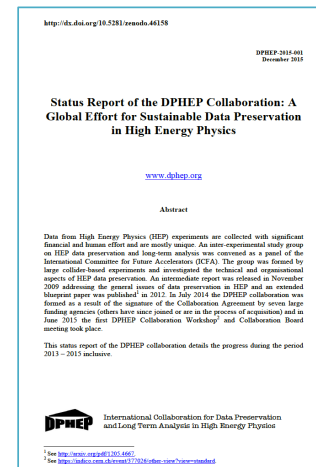 http://dx.doi.org/10.5281/zenodo.46158
DPHEP-2015-001
December 2015
Status Report of the DPHEP Collaboration: A
Global Effort for Sustainable Data Preservation
in High Energy Physics
www.dphep.org
Abstract
Data from High Energy Physics (HEP) experiments are collected with significant
financial and human effort and are mostly unique. An inter-experimental study group
on HEP data preservation and long-term analysis was convened as a panel of the
International Committee for Future Accelerators (ICFA). The group was formed by
large collider-based experiments and investigated the technical and organisational
aspects of HEP data preservation. An intermediate report was released in November
2009 addressing the general issues of data preservation in HEP and an extended
blueprint paper was published1 in 2012. In July 2014 the DPHEP collaboration was
formed as a result of the signature of the Collaboration Agreement by seven large
funding agencies (others have since joined or are in the process of acquisition) and in
June 2015 the first DPHEP Collaboration Workshop2 and Collaboration Board
meeting took place.
This status report of the DPHEP collaboration details the progress during the period
2013 – 2015 inclusive.
DPHEP International Collaboration for Data Preservation
and Long Term Analysis in High Energy Physics
1 See http://arxiv.org/pdf/1205.4667.
2 See https://indico.cern.ch/event/377026/other-view?view=standard.